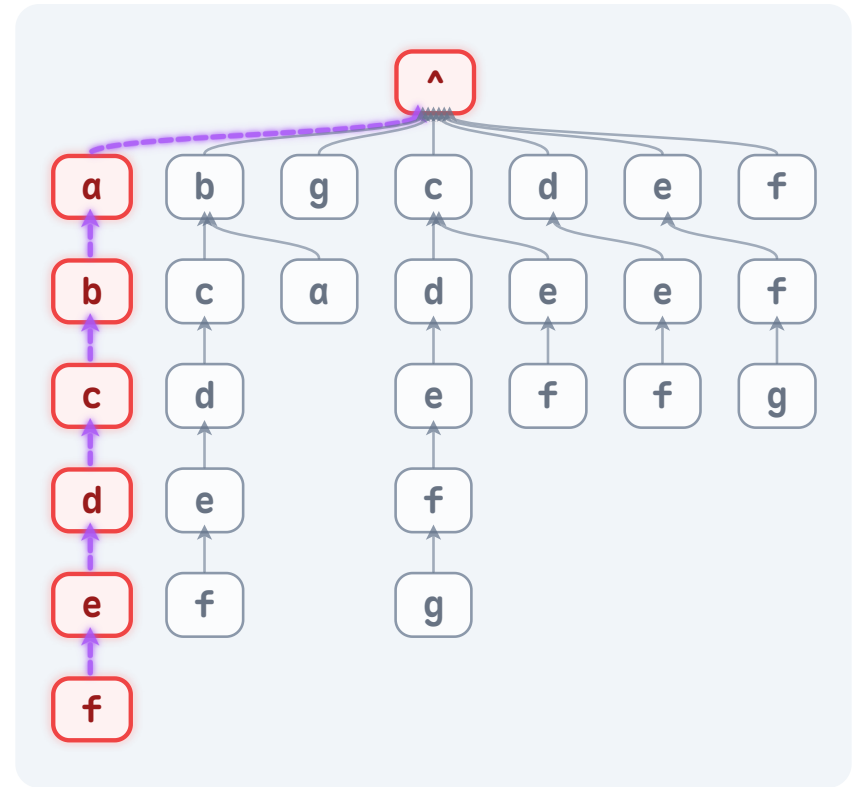 ^
a b g c d e f
b c a d e e f
c d e f f g
d e f
e f g
f